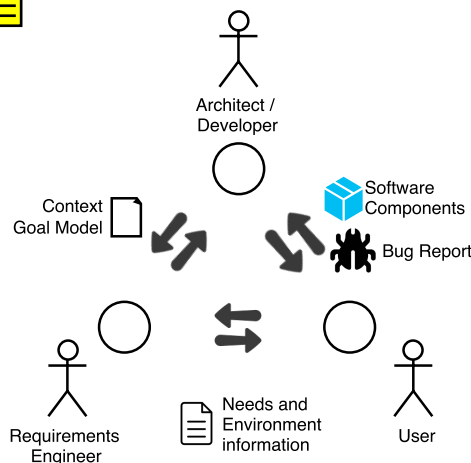 Architect /
Developer
Context
Goal Model
Software
Components
Bug Report
Requirements
Engineer
Needs and
Environment
information
User